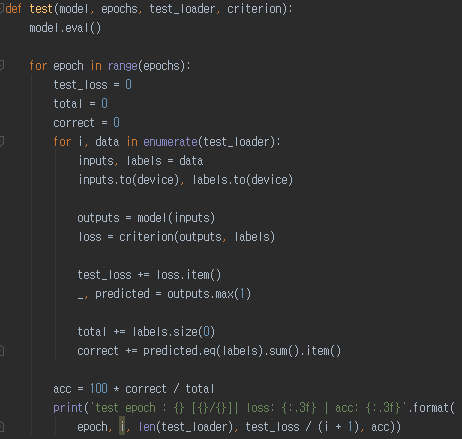 def test(model, epochs, test_loader, criterion):
    model.eval()

    for epoch in range(epochs):
        test_loss = 0
        total = 0
        correct = 0
        for i, data in enumerate(test_loader):
            inputs, labels = data
            inputs.to(device), labels.to(device)

            outputs = model(inputs)
            loss = criterion(outputs, labels)

            test_loss += loss.item()
            _, predicted = outputs.max(1)

            total += labels.size(0)
            correct += predicted.eq(labels).sum().item()

        acc = 100 * correct / total
        print('test epoch : {} [{}/{}]| loss: {:.3f} | acc: {:.3f}'.format(
            epoch, i, len(test_loader), test_loss / (i + 1), acc))